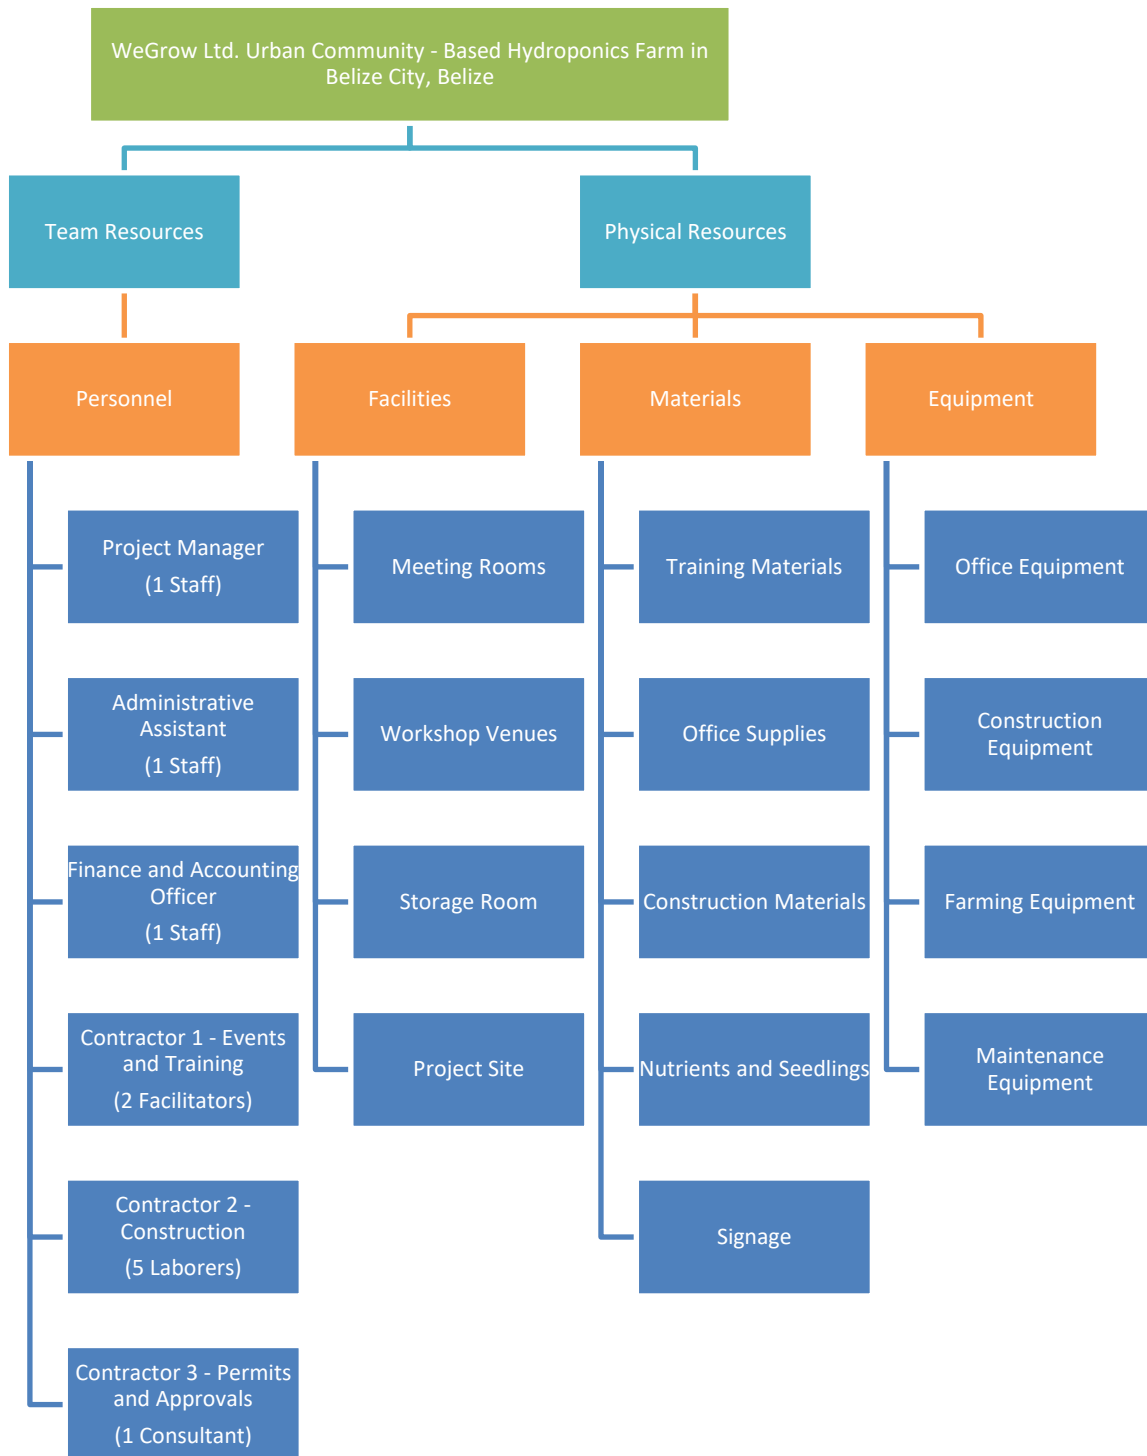 WeGrow Ltd. Urban Community - Based Hydroponics Farm in
Belize City, Belize
Team Resources
Physical Resources
Personnel
Facilities
Materials
Equipment
Project Manager
(1 Staff)
Meeting Rooms
Training Materials
Office Equipment
Administrative
Assistant
(1 Staff)
Workshop Venues
Office Supplies
Construction
Equipment
Finance and Accounting
Officer
(1 Staff)
Storage Room
Construction Materials
Farming Equipment
Contractor 1 - Events
and Training
(2 Facilitators)
Project Site
Nutrients and Seedlings
Maintenance
Equipment
Contractor 2 -
Construction
(5 Laborers)
Signage
Contractor 3 - Permits
and Approvals
(1 Consultant)